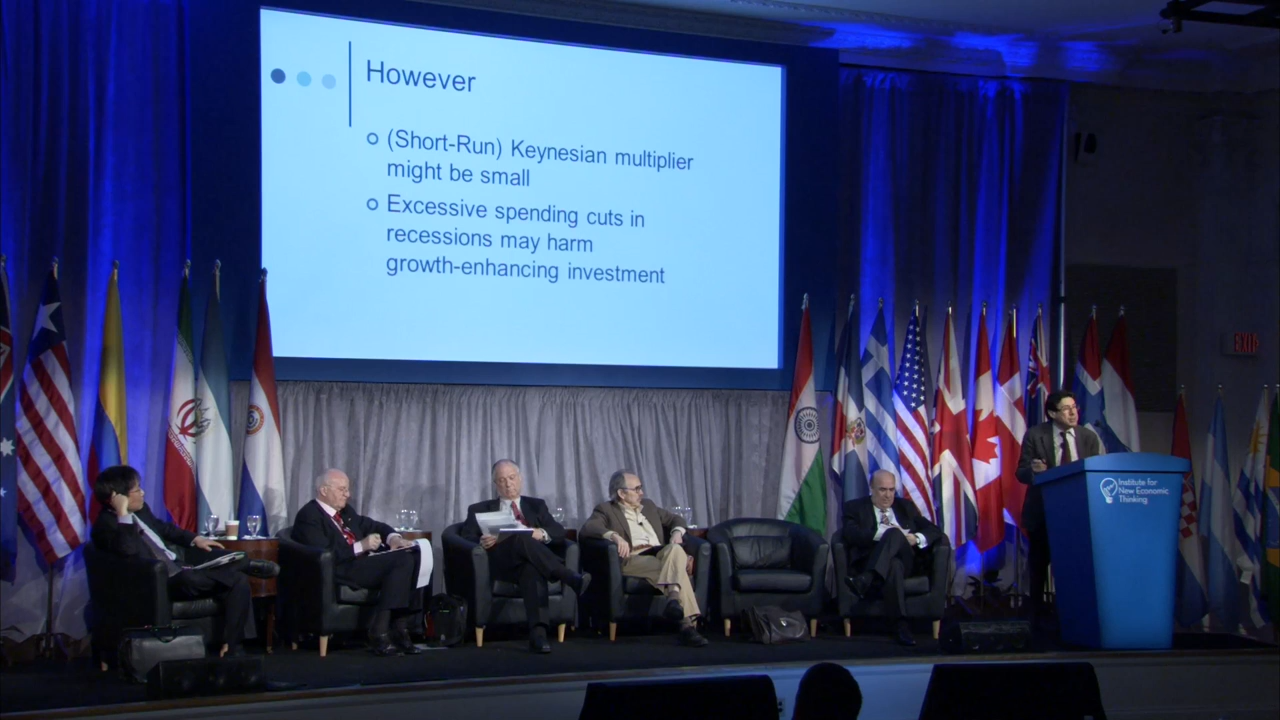 However
(Short-Run) Keynesian multiplier
might be small
Excessive spending cuts in
recessions may harm
growth-enhancing investment
EXIT
Institute for
New Economic
Thinking